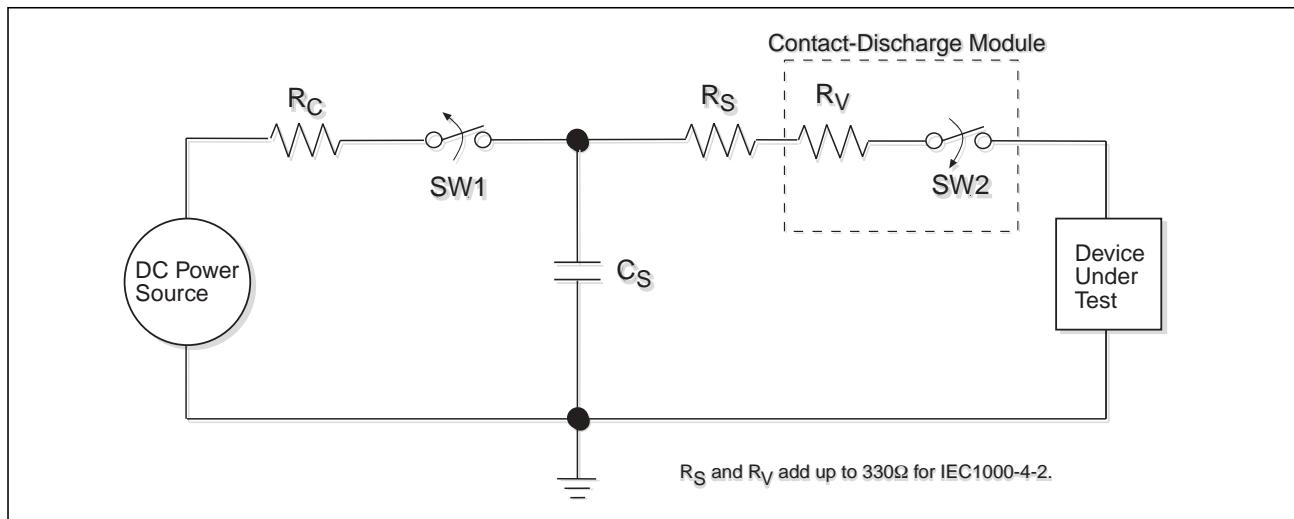 Contact-Discharge Module
RC
RS
RV
SW1
SW2
DC Power
Source
CS
Device
Under
Test
RS and RV add up to 330Ω for IEC1000-4-2.